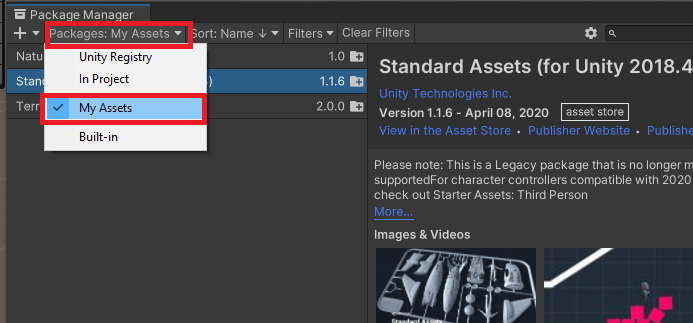 Package Manager
Packages: My Assets
Sort: Name
Filters
Clear Filters
Unity Registry
In Project
My Assets
Built-in
Natu
1.0
Stan
)
1.1.6
Terr
2.0.0
Standard Assets (for Unity 2018.4
Unity Technologies Inc.
Version 1.1.6 - April 08, 2020 asset store
View in the Asset Store • Publisher Website • Publishe
Please note: This is a Legacy package that is no longer m
supportedFor character controllers compatible with 2020
check out Starter Assets: Third Person
More...
Images & Videos